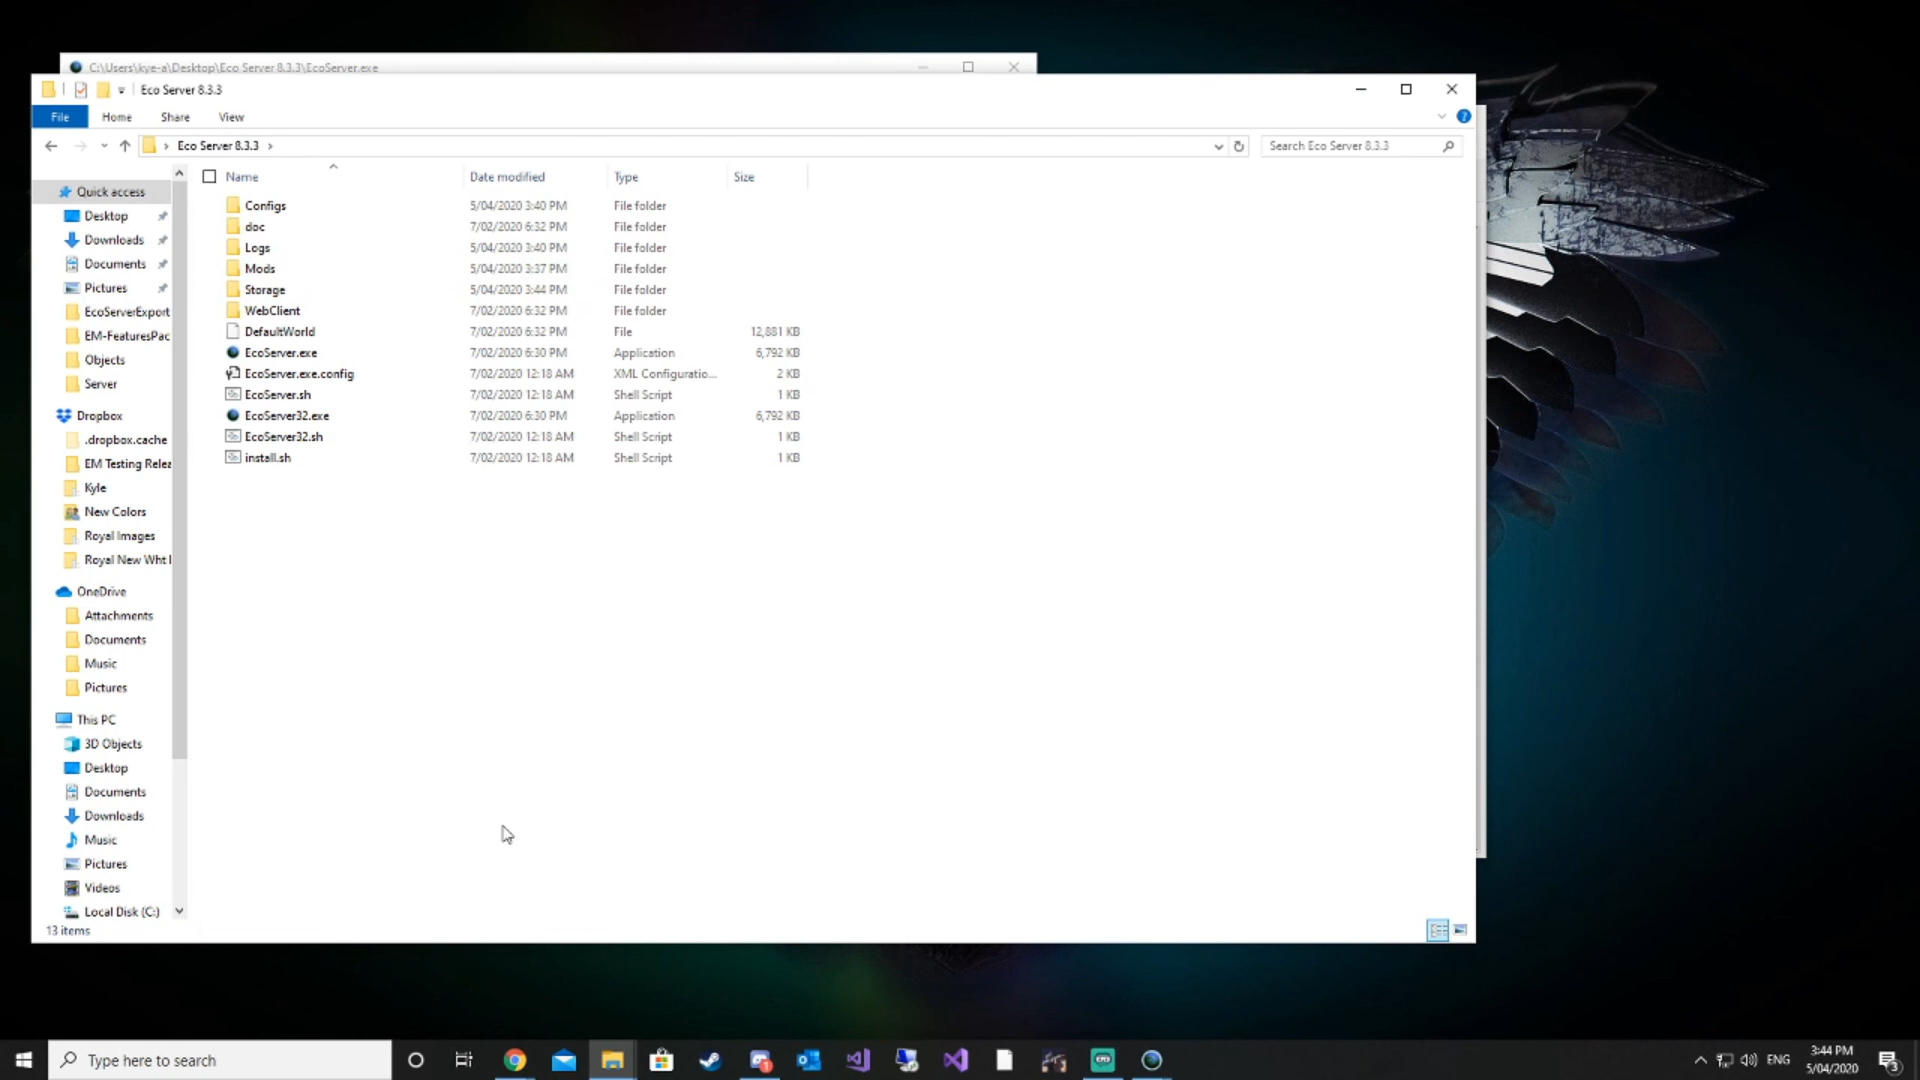 C:\Users\kye-a\Desktop\Eco Server 8.3.3\EcoServer.exe
Eco Server 8.3.3
File Home Share View
Eco Server 8.3.3
Search Eco Server 8.3.3
Name Date modified Type Size
Configs 5/04/2020 3:40 PM File folder
doc 7/02/2020 6:32 PM File folder
Logs 5/04/2020 3:40 PM File folder
Mods 5/04/2020 3:37 PM File folder
Storage 5/04/2020 3:44 PM File folder
WebClient 7/02/2020 6:32 PM File folder
DefaultWorld 7/02/2020 6:32 PM File 12,881 KB
EcoServer.exe 7/02/2020 6:30 PM Application 6,792 KB
EcoServer.exe.config 7/02/2020 12:18 AM XML Configuratio... 2 KB
EcoServer.sh 7/02/2020 12:18 AM Shell Script 1 KB
EcoServer32.exe 7/02/2020 6:30 PM Application 6,792 KB
EcoServer32.sh 7/02/2020 12:18 AM Shell Script 1 KB
install.sh 7/02/2020 12:18 AM Shell Script 1 KB
Quick access
Desktop
Downloads
Documents
Pictures
EcoServerExport
EM-FeaturesPac
Objects
Server
Dropbox
.dropbox.cache
EM Testing Relea
Kyle
New Colors
Royal Images
Royal New Wht
OneDrive
Attachments
Documents
Music
Pictures
This PC
3D Objects
Desktop
Documents
Downloads
Music
Pictures
Videos
Local Disk (C:)
13 items
Type here to search
ENG
3:44 PM
5/04/2020
3